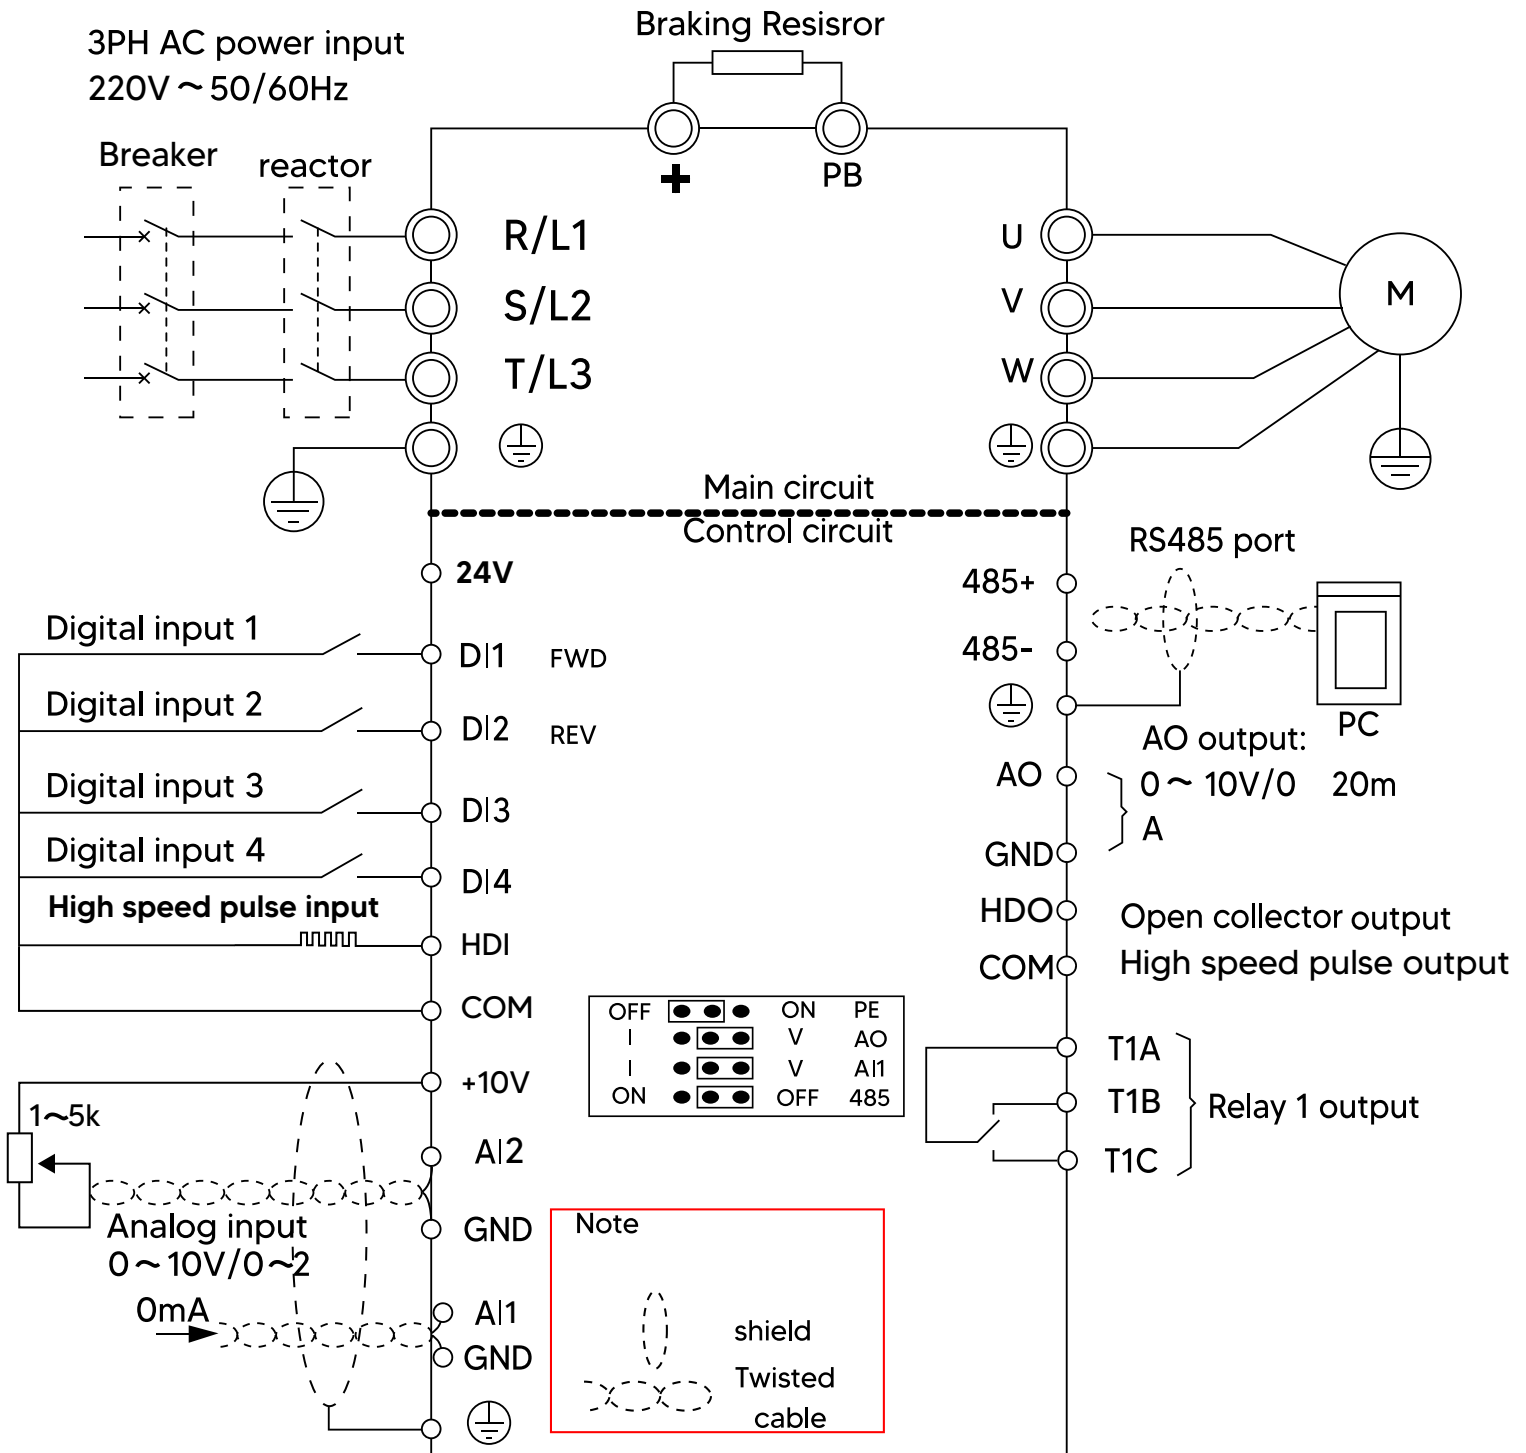 Braking Resisror
3PH AC power input
220V ~ 50/60Hz
Breaker
reactor
+
PB
R/L1
S/L2
T/L3
U
V
W
M
Main circuit
Control circuit
24V
Digital input 1
DI1 FWD
Digital input 2
DI2 REV
Digital input 3
DI3
Digital input 4
DI4
High speed pulse input
HDI
COM
+10V
1~5k
AI2
GND
Analog input
0~10V/0~2
0mA
AI1
GND
RS485 port
485+
485-
PC
AO output:
AO
0~ 10V/0 20m
A
GND
HDO
Open collector output
COM
High speed pulse output
OFF ON PE
I V AO
I V AI1
ON OFF 485
T1A
T1B
T1C
Relay 1 output
Note
shield
Twisted
cable